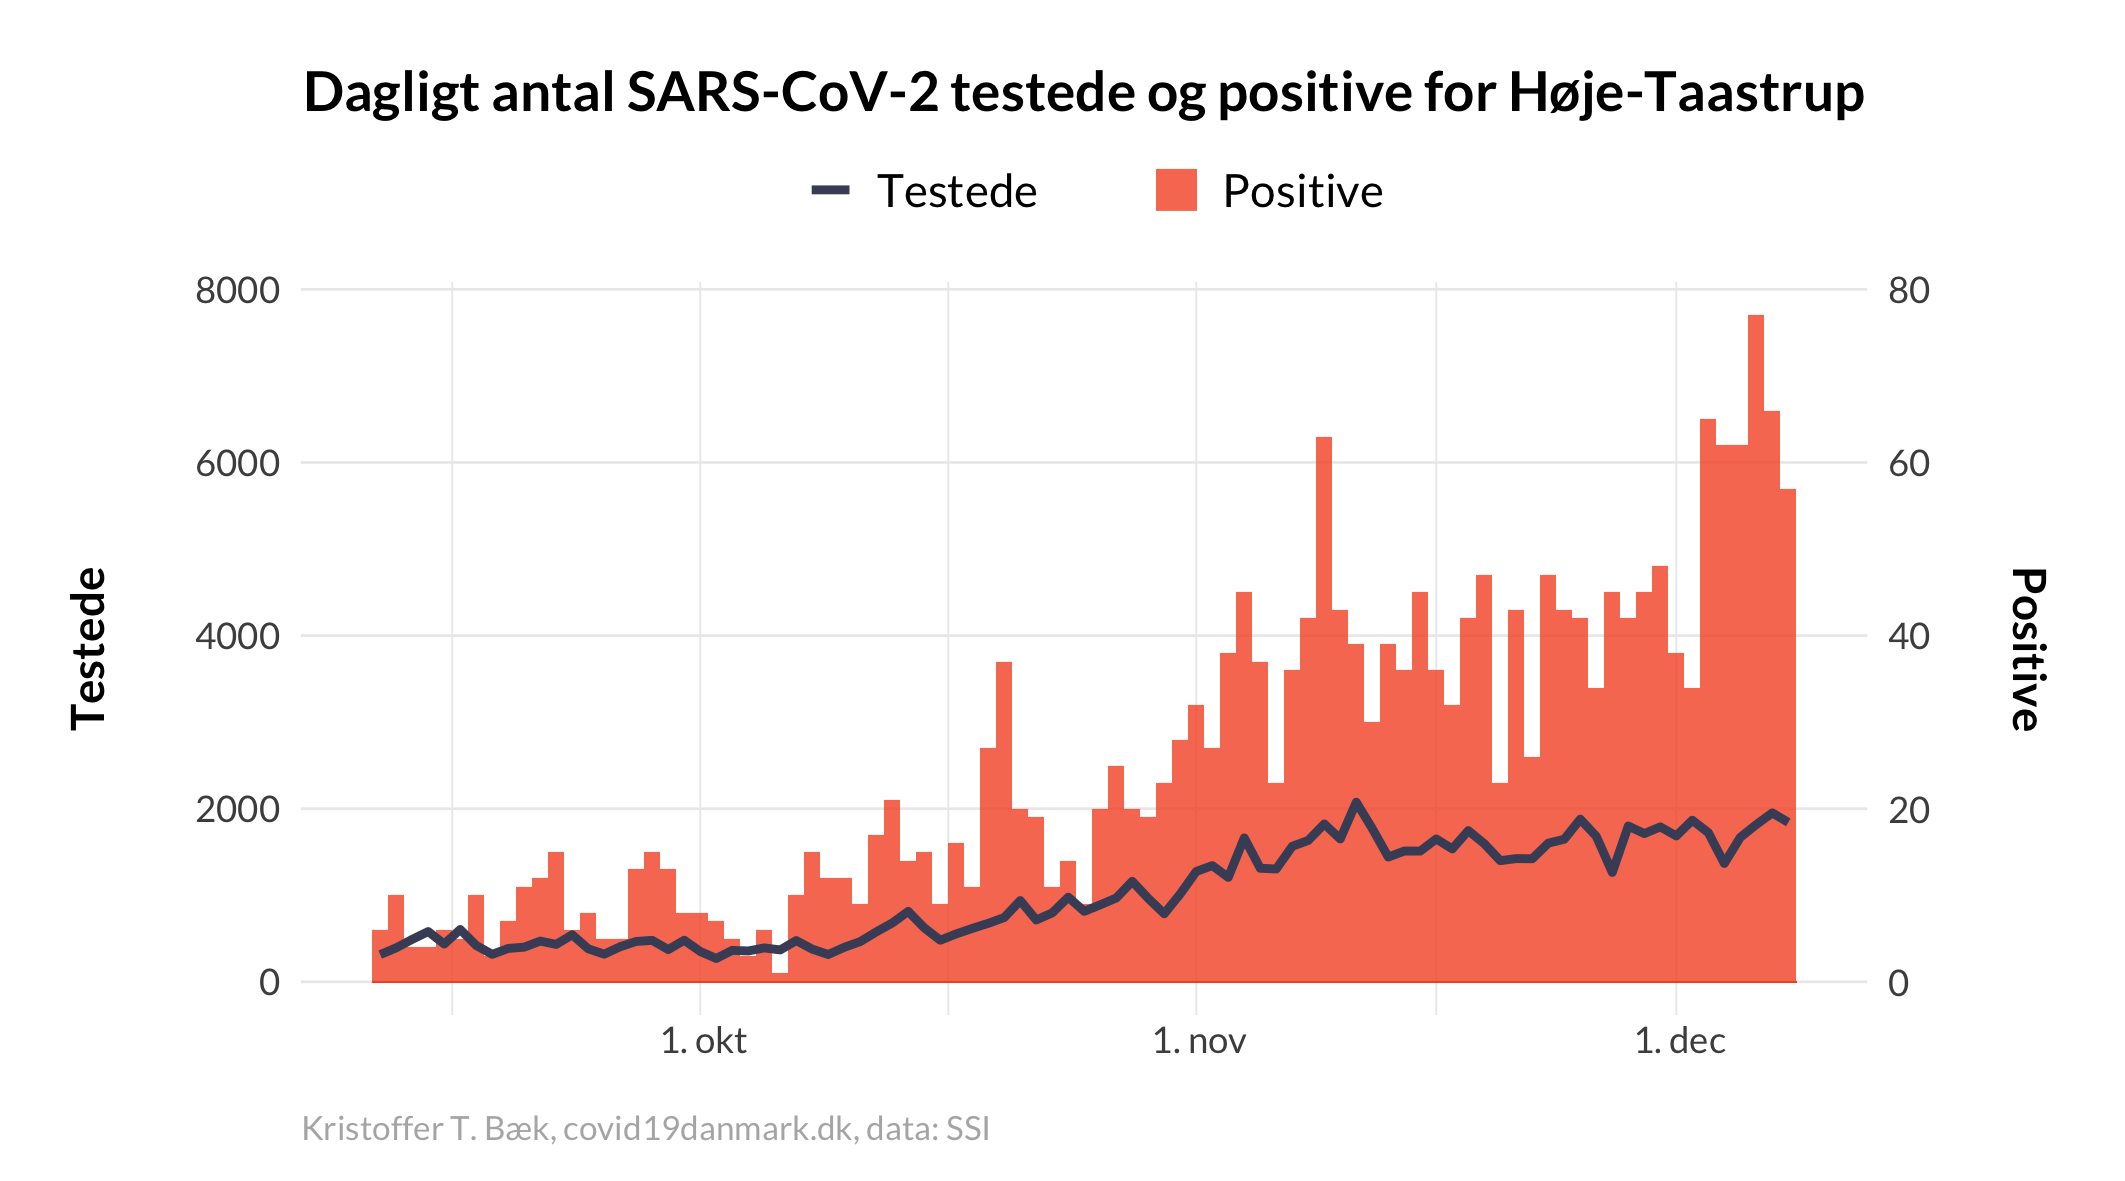 Dagligt antal SARS-CoV-2 testede og positive for Høje-Taastrup
Testede
Positive
8000
6000
4000
2000
0
Testede
80
60
40
20
0
Positive
1. okt
1. nov
1. dec
Kristoffer T. Bæk, covid19danmark.dk, data: SSI